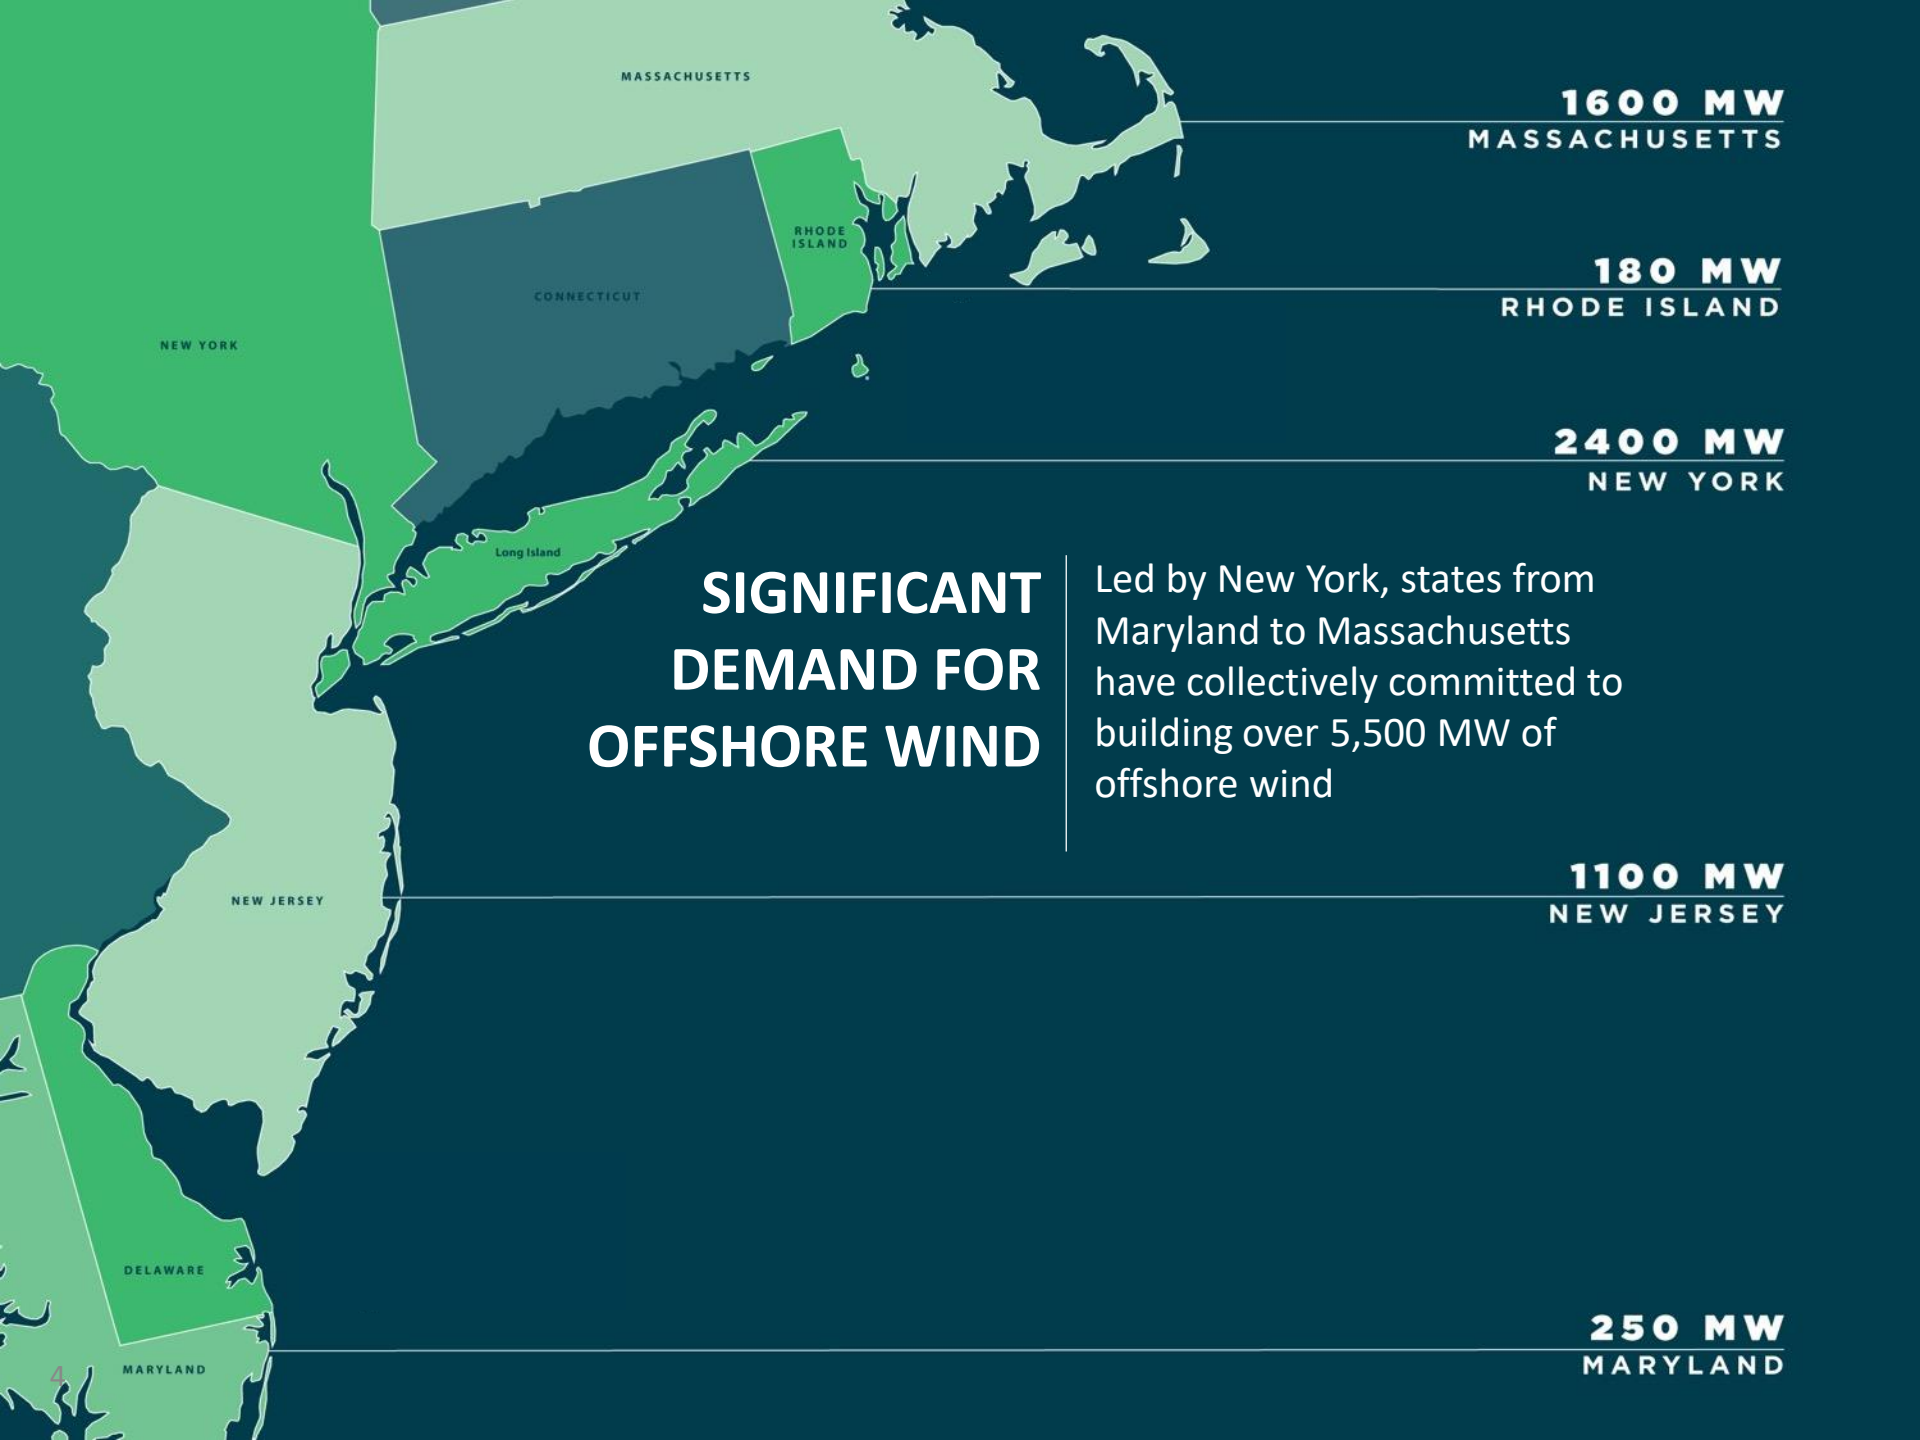 MASSACHUSETTS
1600 MW
MASSACHUSETTS
RHODE
ISLAND
180 MW
RHODE ISLAND
CONNECTICUT
NEW YORK
2400 MW
NEW YORK
Long Island
SIGNIFICANT
DEMAND FOR
OFFSHORE WIND
Led by New York, states from
Maryland to Massachusetts
have collectively committed to
building over 5,500 MW of
offshore wind
1100 MW
NEW JERSEY
NEW JERSEY
DELAWARE
250 MW
MARYLAND
MARYLAND
4